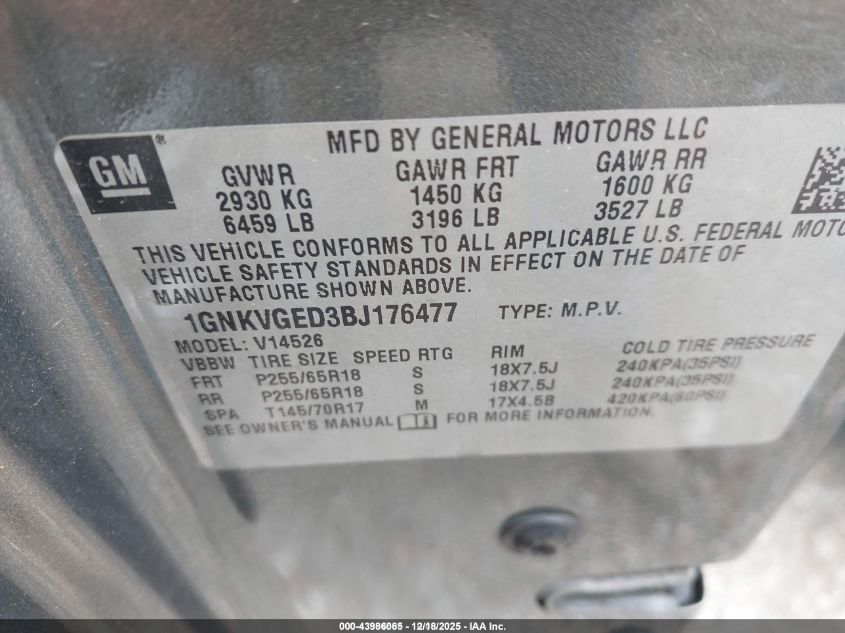 MFD BY GENERAL MOTORS LLC
GM®
GVWR GAWR FRT GAWR RR
2930 KG 1450 KG 1600 KG
6459 LB 3196 LB 3527 LB
THIS VEHICLE CONFORMS TO ALL APPLICABLE U.S. FEDERAL MOTO
VEHICLE SAFETY STANDARDS IN EFFECT ON THE DATE OF
MANUFACTURE SHOWN ABOVE.
1GNKVGED3BJ176477 TYPE: M.P.V.
MODEL: V14526
VBBW TIRE SIZE SPEED RTG RIM COLD TIRE PRESSURE
FRT P255/65R18 S 18X7.5J 240KPA(35PSI)
RR P255/65R18 S 18X7.5J 240KPA(35PSI)
SPA T145/70R17 M 17X4.5B 420KPA(60PSI)
SEE OWNER'S MANUAL FOR MORE INFORMATION.
000-43986065 - 12/18/2025 - IAA Inc.